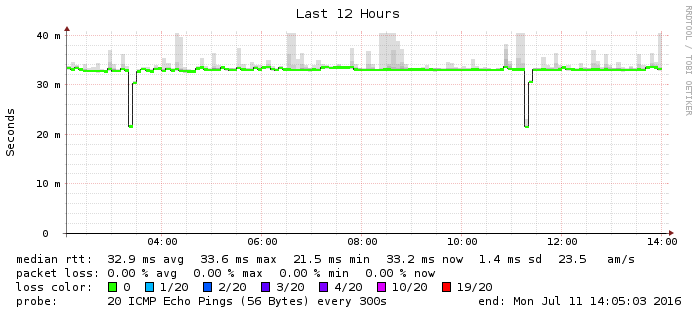 Last 12 Hours
RRDTOOL / TOBI OETIKER
Seconds
40 m
30 m
20 m
10 m
0
04:00 06:00 08:00 10:00 12:00 14:00
median rtt: 32.9 ms avg 33.6 ms max 21.5 ms min 33.2 ms now 1.4 ms sd 23.5 am/s
packet loss: 0.00 % avg 0.00 % max 0.00 % min 0.00 % now
loss color: 0 1/20 2/20 3/20 4/20 10/20 19/20
probe: 20 ICMP Echo Pings (56 Bytes) every 300s end: Mon Jul 11 14:05:03 2016